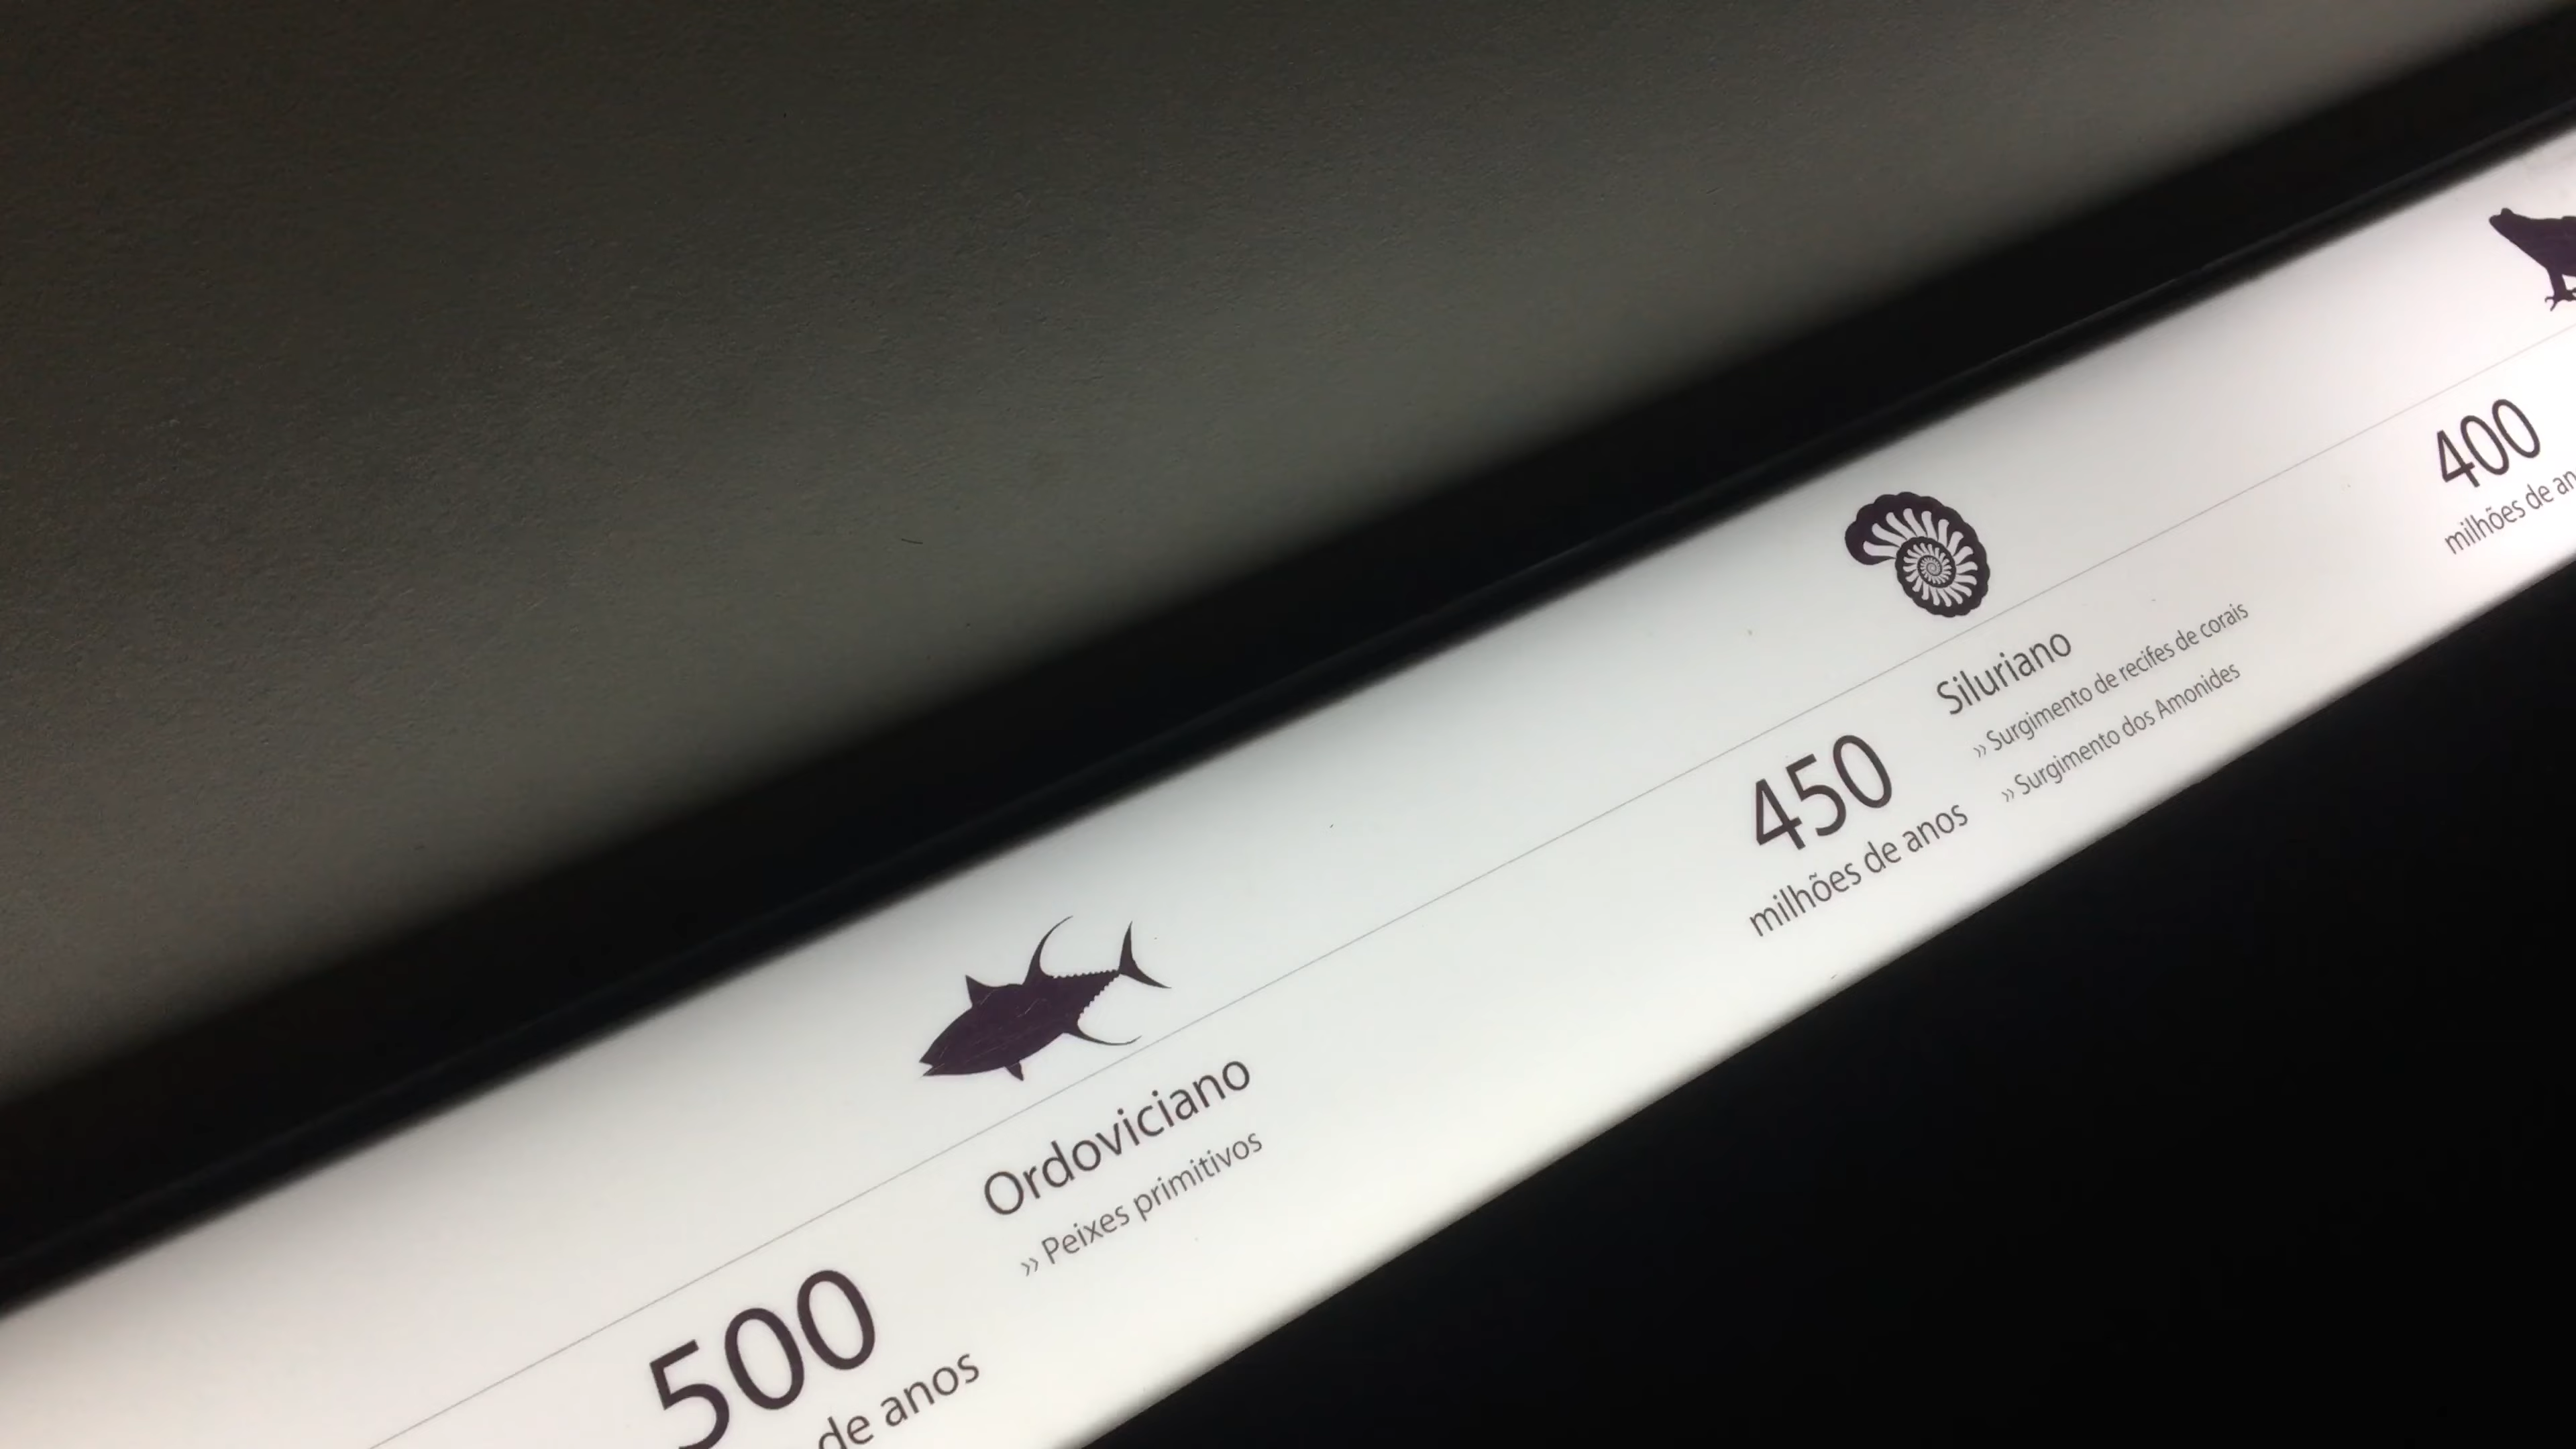 Ordoviciano
›› Peixes primitivos
500
de anos
Siluriano
›› Surgimento de recifes de corais
›› Surgimento dos Amonides
450
milhões de anos
400
milhões de an